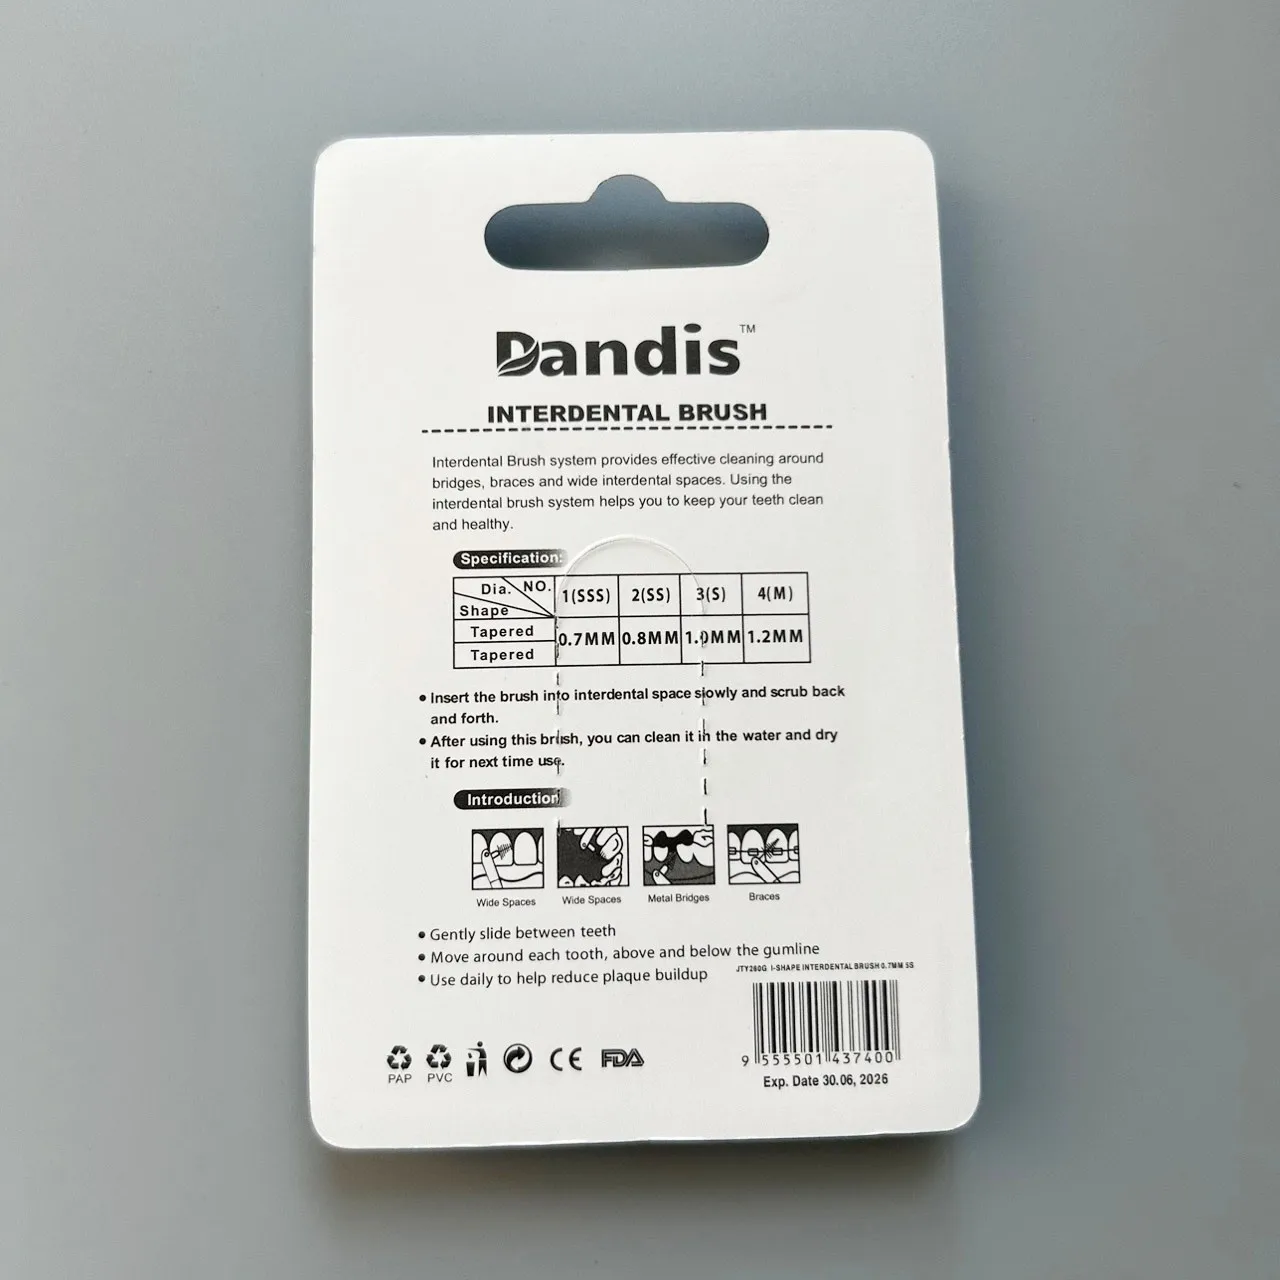 Dandis™
INTERDENTAL BRUSH
Interdental Brush system provides effective cleaning around
bridges, braces and wide interdental spaces. Using the
interdental brush system helps you to keep your teeth clean
and healthy.
Specification:
Dia. NO. 1(SSS) 2(SS) 3(S) 4(M)
Shape
Tapered 0.7MM 0.8MM 1.0MM 1.2MM
Tapered
• Insert the brush into interdental space slowly and scrub back
and forth.
• After using this brush, you can clean it in the water and dry
it for next time use.
Introduction
Wide Spaces Wide Spaces Metal Bridges Braces
• Gently slide between teeth
• Move around each tooth, above and below the gumline
• Use daily to help reduce plaque buildup
JTY280G I-SHAPE INTERDENTAL BRUSH 0.7MM 5S
PAP PVC CE FDA
9 555501 437400
Exp. Date 30.06, 2026